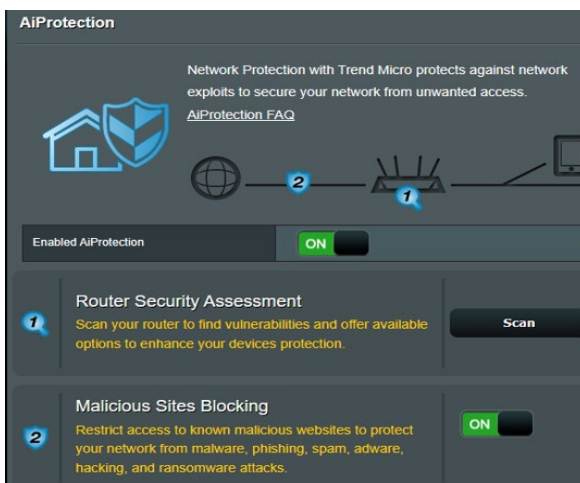 AiProtection
Network Protection with Trend Micro protects against network
exploits to secure your network from unwanted access.
AiProtection FAQ
2
1
Enabled AiProtection
ON
1
Router Security Assessment
Scan your router to find vulnerabilities and offer available
options to enhance your devices protection.
Scan
2
Malicious Sites Blocking
Restrict access to known malicious websites to protect
your network from malware, phishing, spam, adware,
hacking, and ransomware attacks.
ON